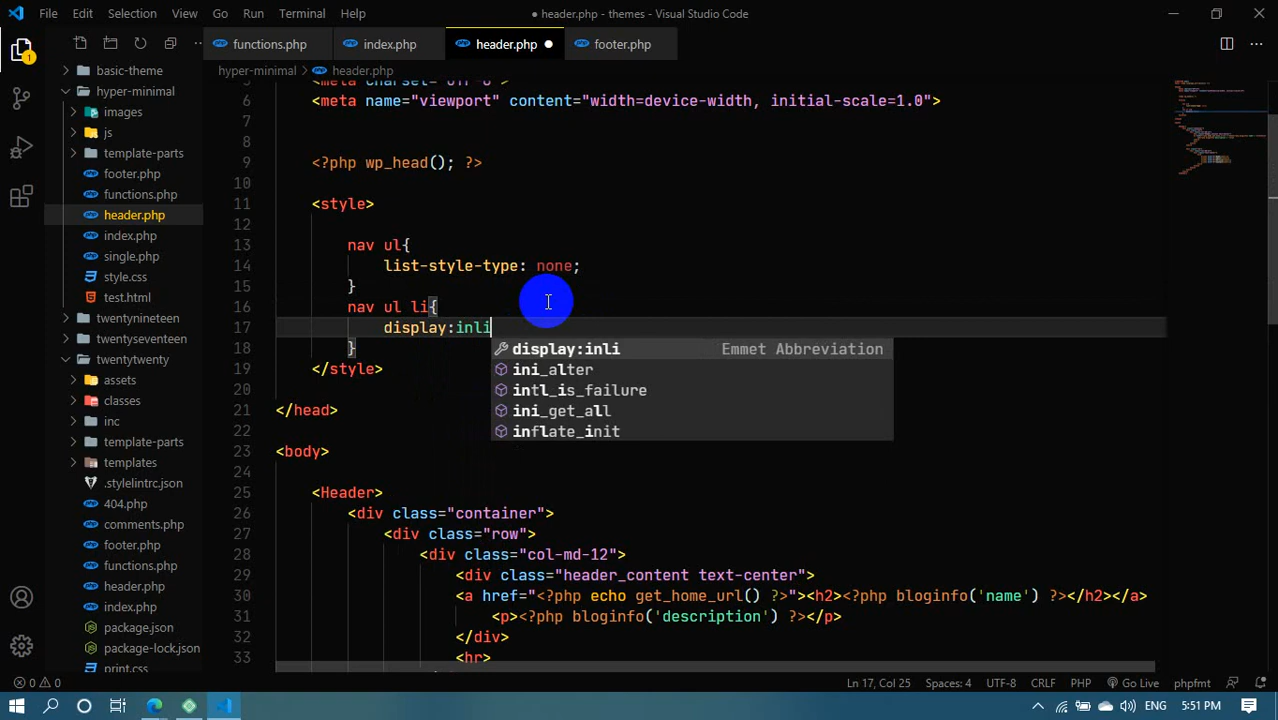 File Edit Selection View Go Run Terminal Help
● header.php - themes - Visual Studio Code
functions.php
index.php
header.php ●
footer.php
hyper-minimal > header.php
1
basic-theme
hyper-minimal
images
js
template-parts
footer.php
functions.php
header.php
index.php
single.php
style.css
test.html
twentynineteen
twentyseventeen
twentytwenty
assets
classes
inc
template-parts
templates
.stylelintrc.json
404.php
comments.php
footer.php
functions.php
header.php
index.php
package.json
package-lock.json
print.css
5 <meta charset="utf-8">
6 <meta name="viewport" content="width=device-width, initial-scale=1.0">
7
8
9 <?php wp_head(); ?>
10
11 <style>
12
13 nav ul{
14 list-style-type: none;
15 }
16 nav ul li{
17 display:inli
18 }
19 </style>
20
21 </head>
22
23 <body>
24
25 <Header>
26 <div class="container">
27 <div class="row">
28 <div class="col-md-12">
29 <div class="header_content text-center">
30 <a href="<?php echo get_home_url() ?>"><h2><?php bloginfo('name') ?></h2></a>
31 <p><?php bloginfo('description') ?></p>
32 </div>
33 <hr>
display:inli Emmet Abbreviation
ini_alter
intl_is_failure
ini_get_all
inflate_init
0 0
Ln 17, Col 25 Spaces: 4 UTF-8 CRLF PHP Go Live phpfmt
ENG 5:51 PM